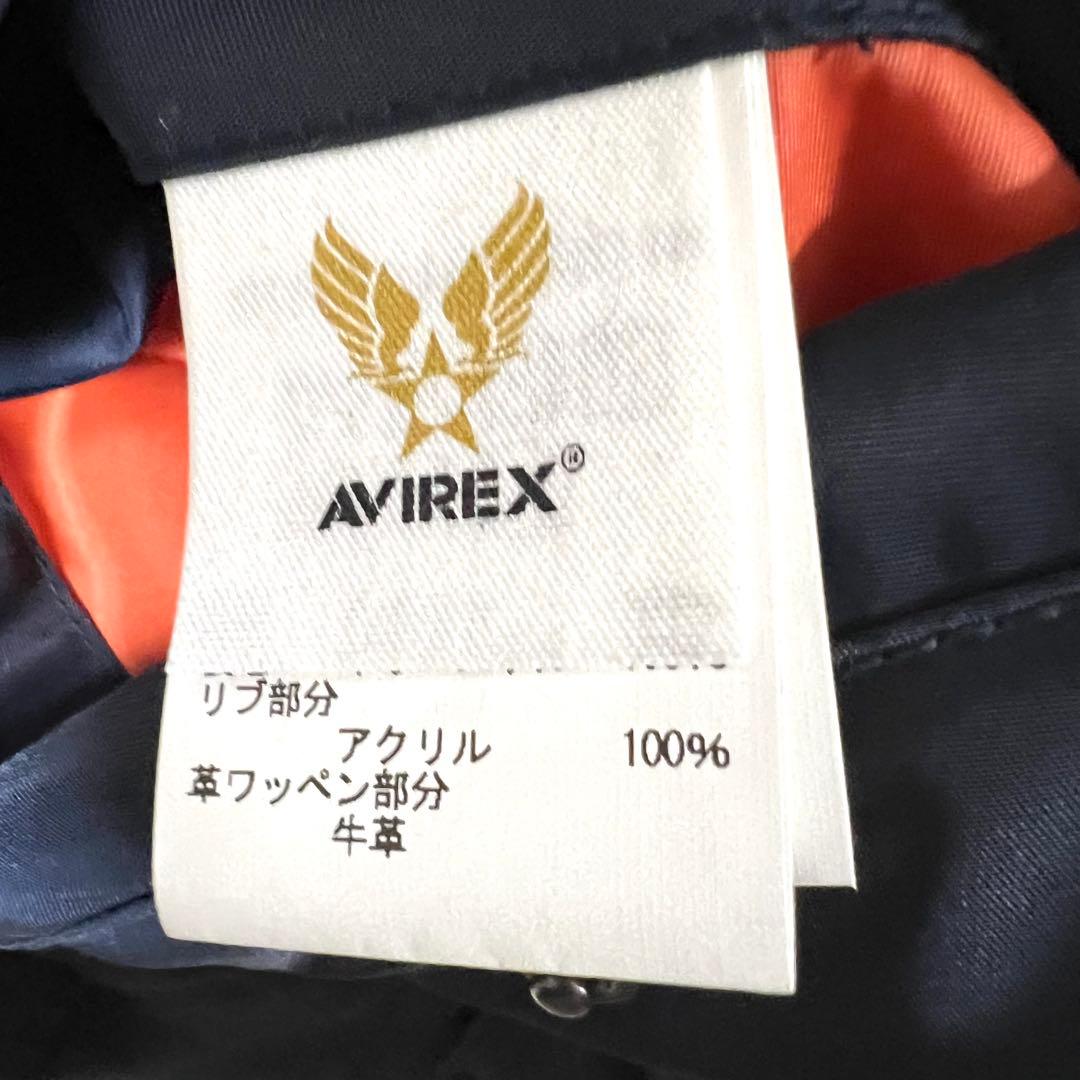 AVIREX®
リブ部分
アクリル 100%
革ワッペン部分
牛革